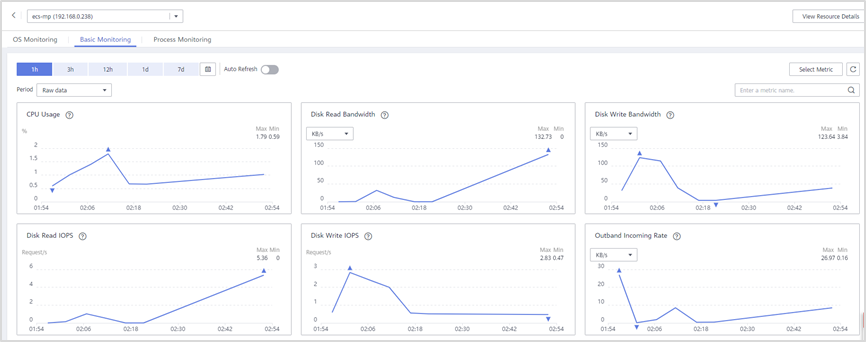 ecs-mp (192.168.0.238)
View Resource Details
OS Monitoring Basic Monitoring Process Monitoring
1h 3h 12h 1d 7d Auto Refresh Select Metric
Period Raw data Enter a metric name.
CPU Usage
%
Max Min
1.79 0.59
2
1.5
1
0.5
0
01:54 02:06 02:18 02:30 02:42 02:54
Disk Read Bandwidth
KB/s
Max Min
132.73 0
150
100
50
0
01:54 02:06 02:18 02:30 02:42 02:54
Disk Write Bandwidth
KB/s
Max Min
123.64 3.84
150
100
50
0
01:54 02:06 02:18 02:30 02:42 02:54
Disk Read IOPS
Request/s
Max Min
5.36 0
6
4
2
0
01:54 02:06 02:18 02:30 02:42 02:54
Disk Write IOPS
Request/s
Max Min
2.83 0.47
3
2
1
0
01:54 02:06 02:18 02:30 02:42 02:54
Outband Incoming Rate
KB/s
Max Min
26.97 0.16
30
20
10
0
01:54 02:06 02:18 02:30 02:42 02:54